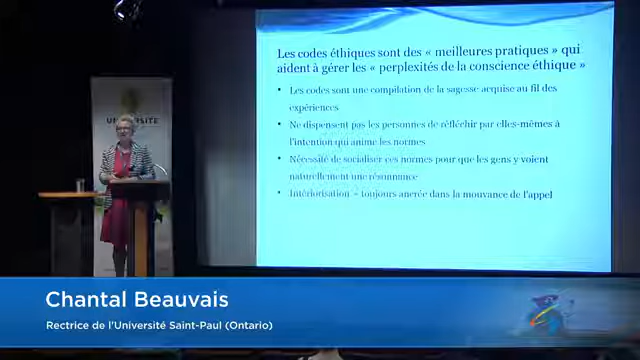 Les codes éthiques sont des « meilleures pratiques » qui
aident à gérer les « perplexités de la conscience éthique »
• Les codes sont une compilation de la sagesse acquise au fil des
expériences
• Ne dispensent pas les personnes de réfléchir par elles-mêmes à
l'intention qui anime les normes
• Nécessité de socialiser ces normes pour que les gens y voient
naturellement une résonnance
• Intériorisation – toujours ancrée dans la mouvance de l'appel
UNIVERSITÉ
Chantal Beauvais
Rectrice de l'Université Saint-Paul (Ontario)